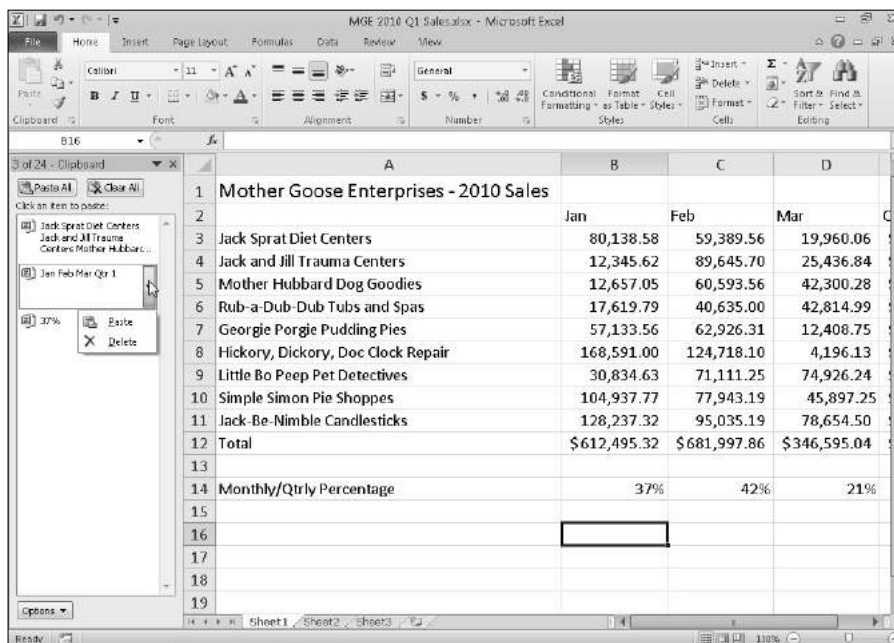 MGE 2010 Q1 Sales.xlsx - Microsoft Excel
File Home Insert Page Layout Formulas Data Review View
Paste Calibri 11 A A General Conditional Formatting Format as Table Cell Styles Insert Delete Format Sort & Filter Find & Select
B I U A $ % ,
Clipboard Font Alignment Number Styles Cells Editing
B16 fx
3 of 24 - Clipboard
Paste All Clear All
Click an item to paste:
Jack Sprat Diet Centers
Jack and Jill Trauma
Centers Mother Hubbarc...
Jan Feb Mar Qtr 1
37%
Paste
Delete
Options
A B C D
1 Mother Goose Enterprises - 2010 Sales
2 Jan Feb Mar
3 Jack Sprat Diet Centers 80,138.58 59,389.56 19,960.06
4 Jack and Jill Trauma Centers 12,345.62 89,645.70 25,436.84
5 Mother Hubbard Dog Goodies 12,657.05 60,593.56 42,300.28
6 Rub-a-Dub-Dub Tubs and Spas 17,619.79 40,635.00 42,814.99
7 Georgie Porgie Pudding Pies 57,133.56 62,926.31 12,408.75
8 Hickory, Dickory, Doc Clock Repair 168,591.00 124,718.10 4,196.13
9 Little Bo Peep Pet Detectives 30,834.63 71,111.25 74,926.24
10 Simple Simon Pie Shoppes 104,937.77 77,943.19 45,897.25
11 Jack-Be-Nimble Candlesticks 128,237.32 95,035.19 78,654.50
12 Total $612,495.32 $681,997.86 $346,595.04
13
14 Monthly/Qtrly Percentage 37% 42% 21%
15
16
17
18
19
Sheet1 Sheet2 Sheet3
Ready